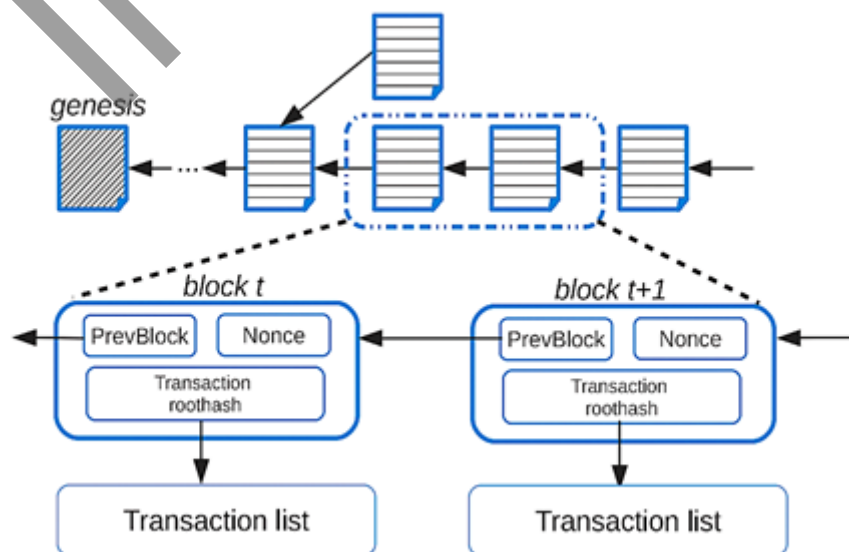 genesis
...
block t
block t+1
PrevBlock
Nonce
PrevBlock
Nonce
Transaction
roothash
Transaction
roothash
Transaction list
Transaction list